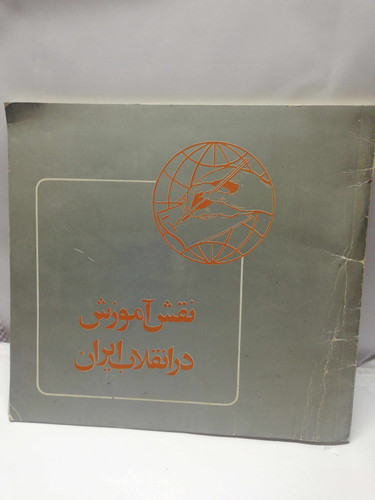 نقش آموزش
در انقلاب ایران